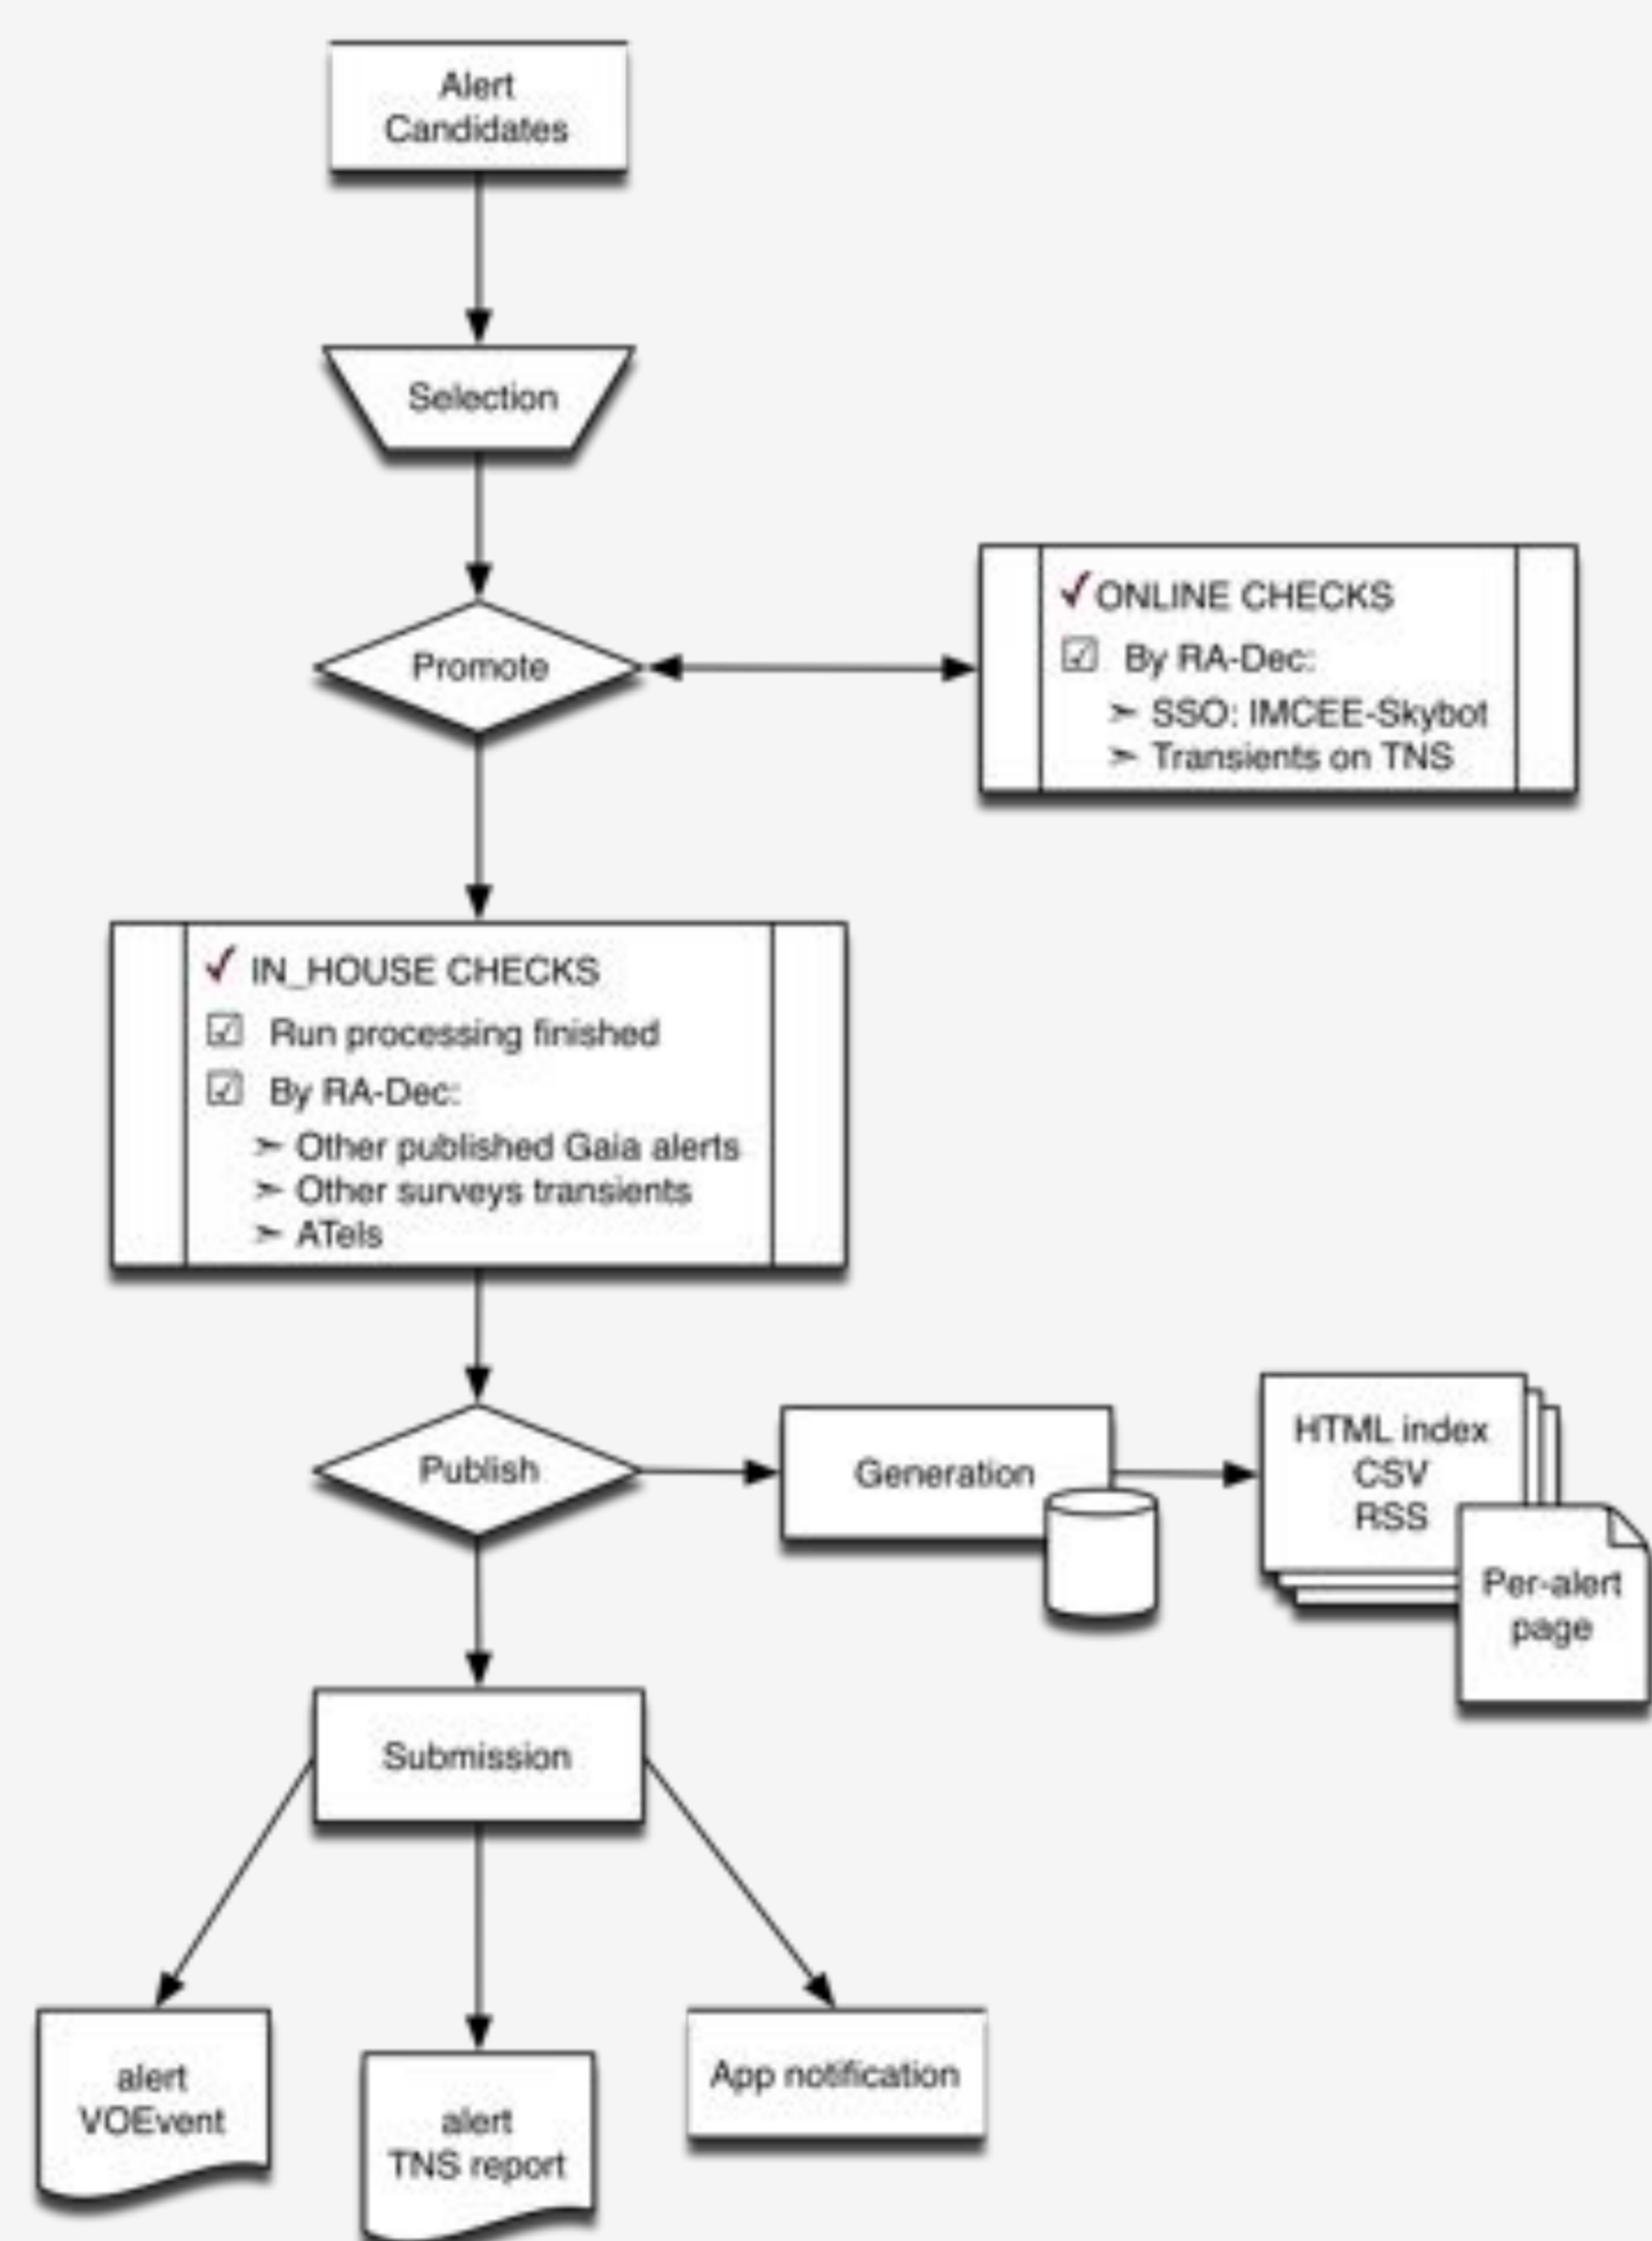 Alert
Candidates
Selection
Promote
✓ONLINE CHECKS
☑ By RA-Dec:
➣ SSO: IMCEE-Skybot
➣ Transients on TNS
✓ IN_HOUSE CHECKS
☑ Run processing finished
☑ By RA-Dec:
➣ Other published Gaia alerts
➣ Other surveys transients
➣ ATels
Publish
Generation
HTML index
CSV
RSS
Per-alert
page
Submission
alert
VOEvent
alert
TNS report
App notification